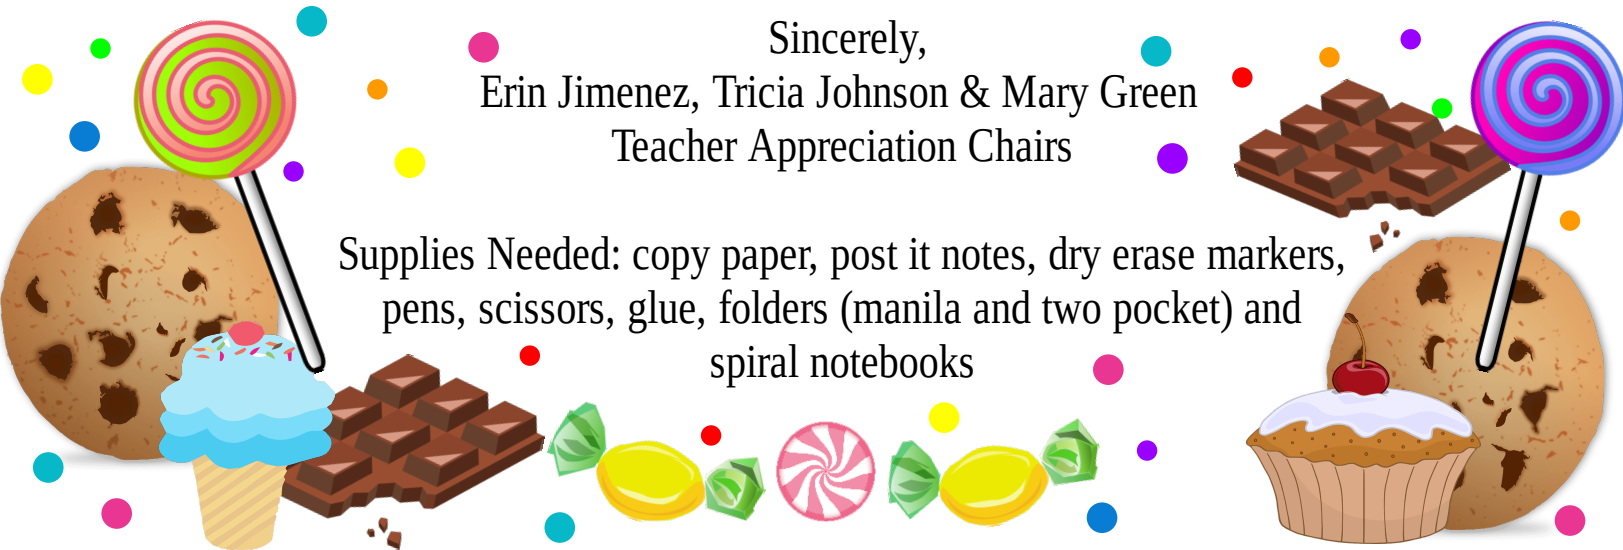 Sincerely,
Erin Jimenez, Tricia Johnson & Mary Green
Teacher Appreciation Chairs
Supplies Needed: copy paper, post it notes, dry erase markers,
pens, scissors, glue, folders (manila and two pocket) and
spiral notebooks